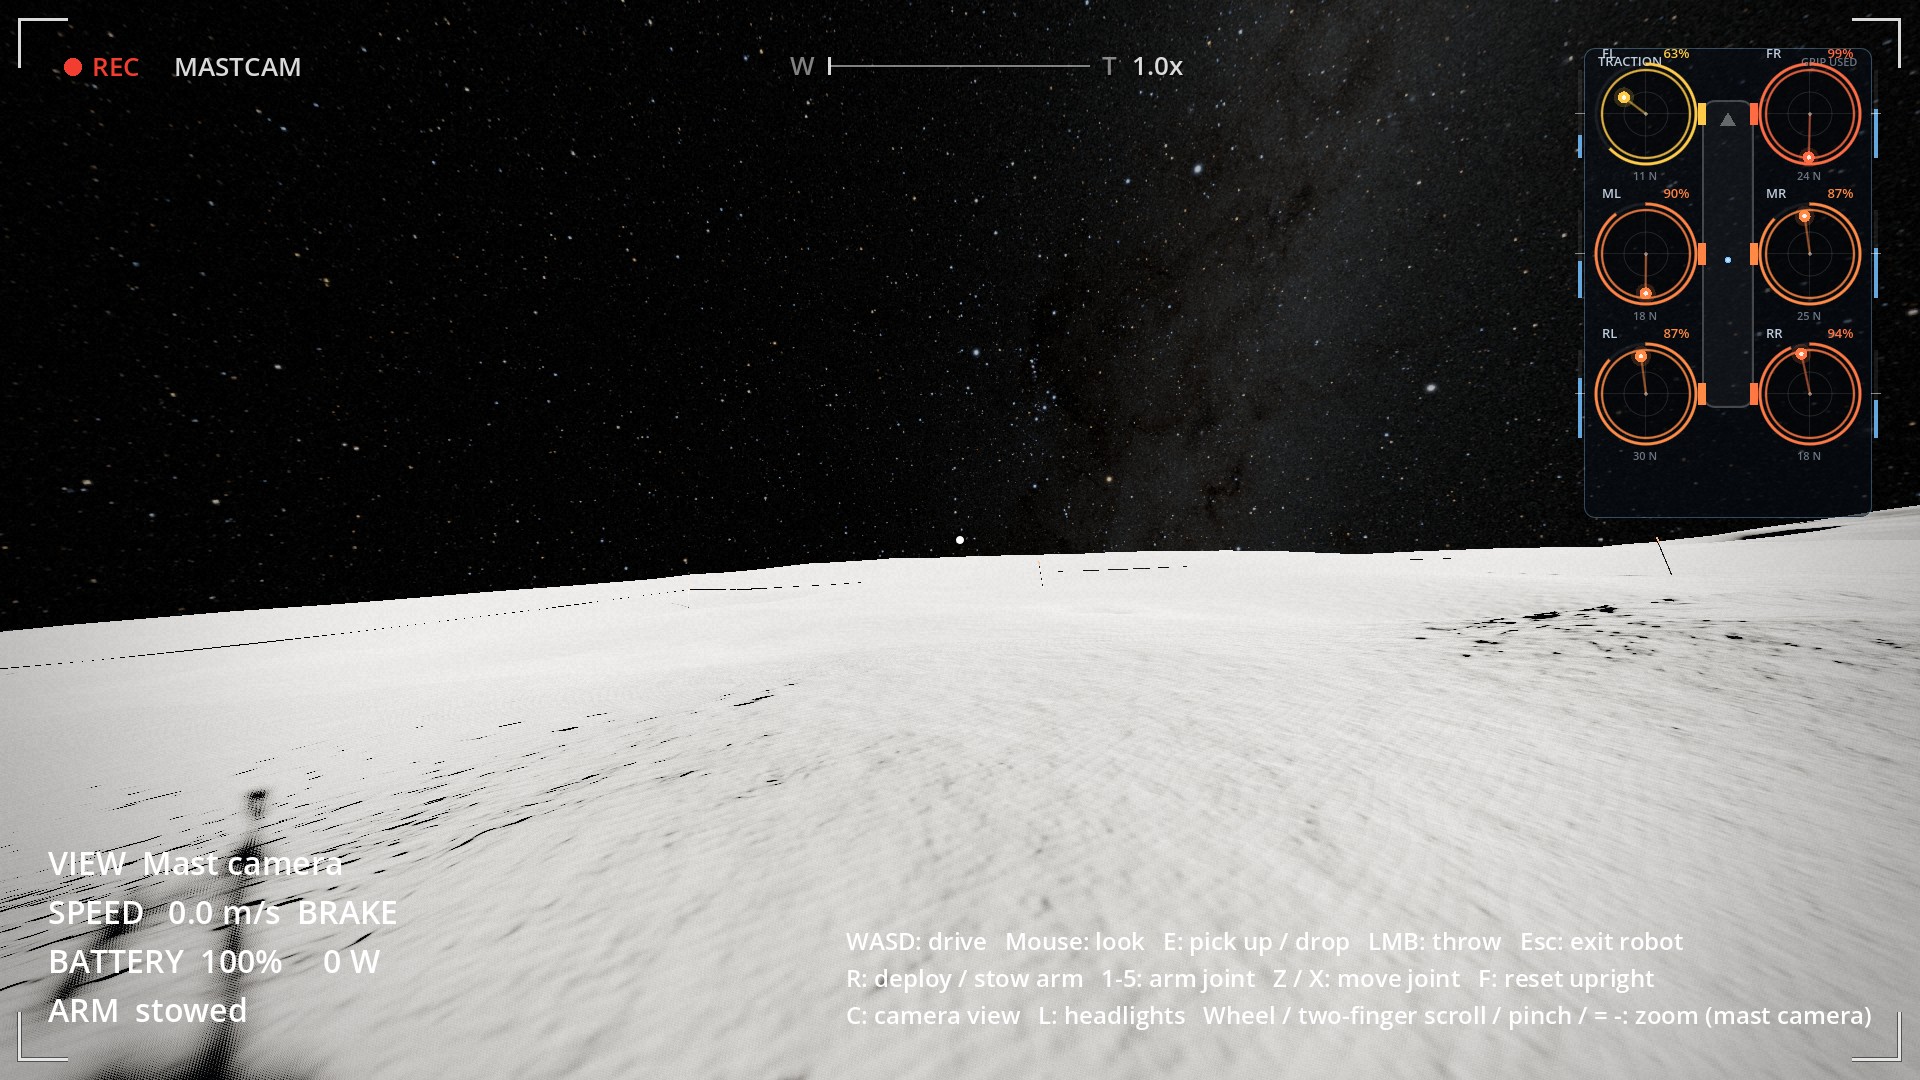 REC MASTCAM
W T 1.0x
FL 63% FR 99%
TRACTION GRIP USED
11 N 24 N
ML 90% MR 87%
18 N 25 N
RL 87% RR 94%
30 N 18 N
VIEW Mast camera
SPEED 0.0 m/s BRAKE
BATTERY 100% 0 W
ARM stowed
WASD: drive Mouse: look E: pick up / drop LMB: throw Esc: exit robot
R: deploy / stow arm 1-5: arm joint Z / X: move joint F: reset upright
C: camera view L: headlights Wheel / two-finger scroll / pinch / = -: zoom (mast camera)